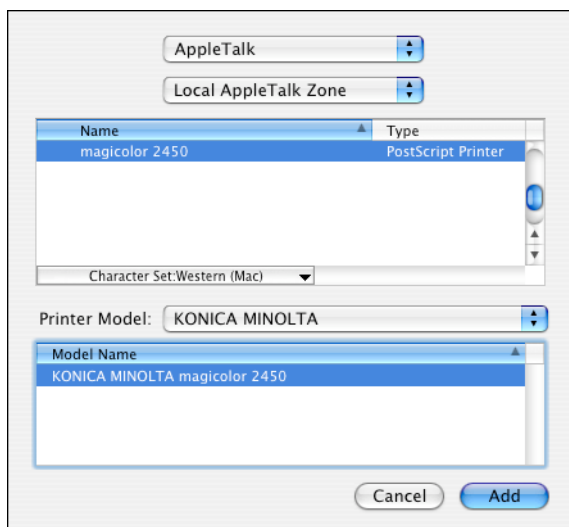 AppleTalk
Local AppleTalk Zone
Name Type
magicolor 2450 PostScript Printer
Character Set:Western (Mac)
Printer Model: KONICA MINOLTA
Model Name
KONICA MINOLTA magicolor 2450
Cancel Add